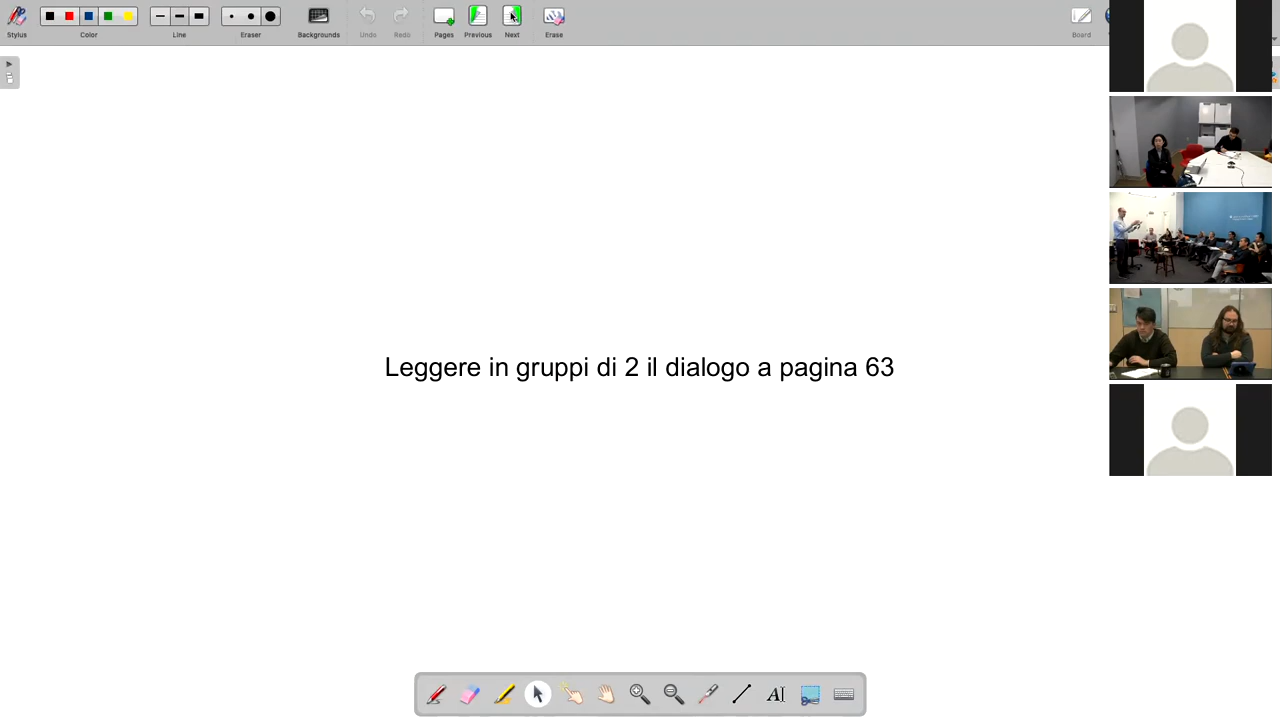 Stylus
Color
Line
Eraser
Backgrounds
Undo
Redo
Pages
Previous
Next
Erase
Board
Leggere in gruppi di 2 il dialogo a pagina 63